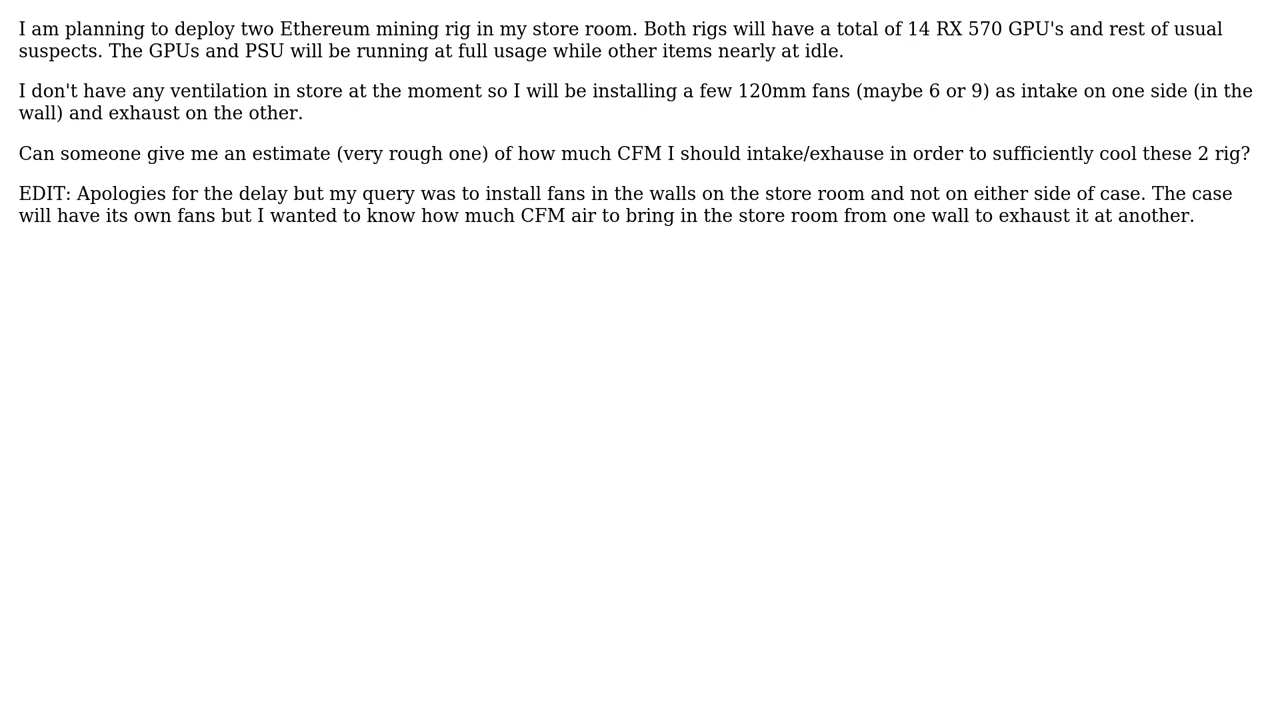 I am planning to deploy two Ethereum mining rig in my store room. Both rigs will have a total of 14 RX 570 GPU's and rest of usual
suspects. The GPUs and PSU will be running at full usage while other items nearly at idle.
I don't have any ventilation in store at the moment so I will be installing a few 120mm fans (maybe 6 or 9) as intake on one side (in the
wall) and exhaust on the other.
Can someone give me an estimate (very rough one) of how much CFM I should intake/exhause in order to sufficiently cool these 2 rig?
EDIT: Apologies for the delay but my query was to install fans in the walls on the store room and not on either side of case. The case
will have its own fans but I wanted to know how much CFM air to bring in the store room from one wall to exhaust it at another.